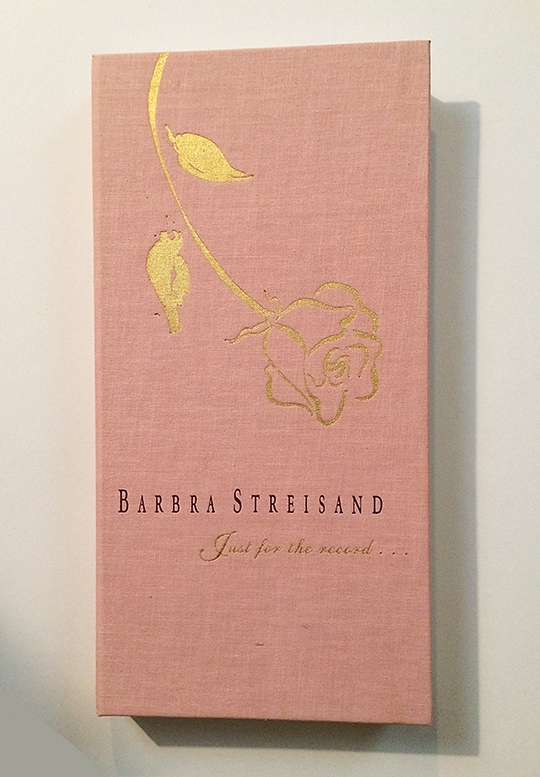 BARBRA STREISAND
Just for the record . . .